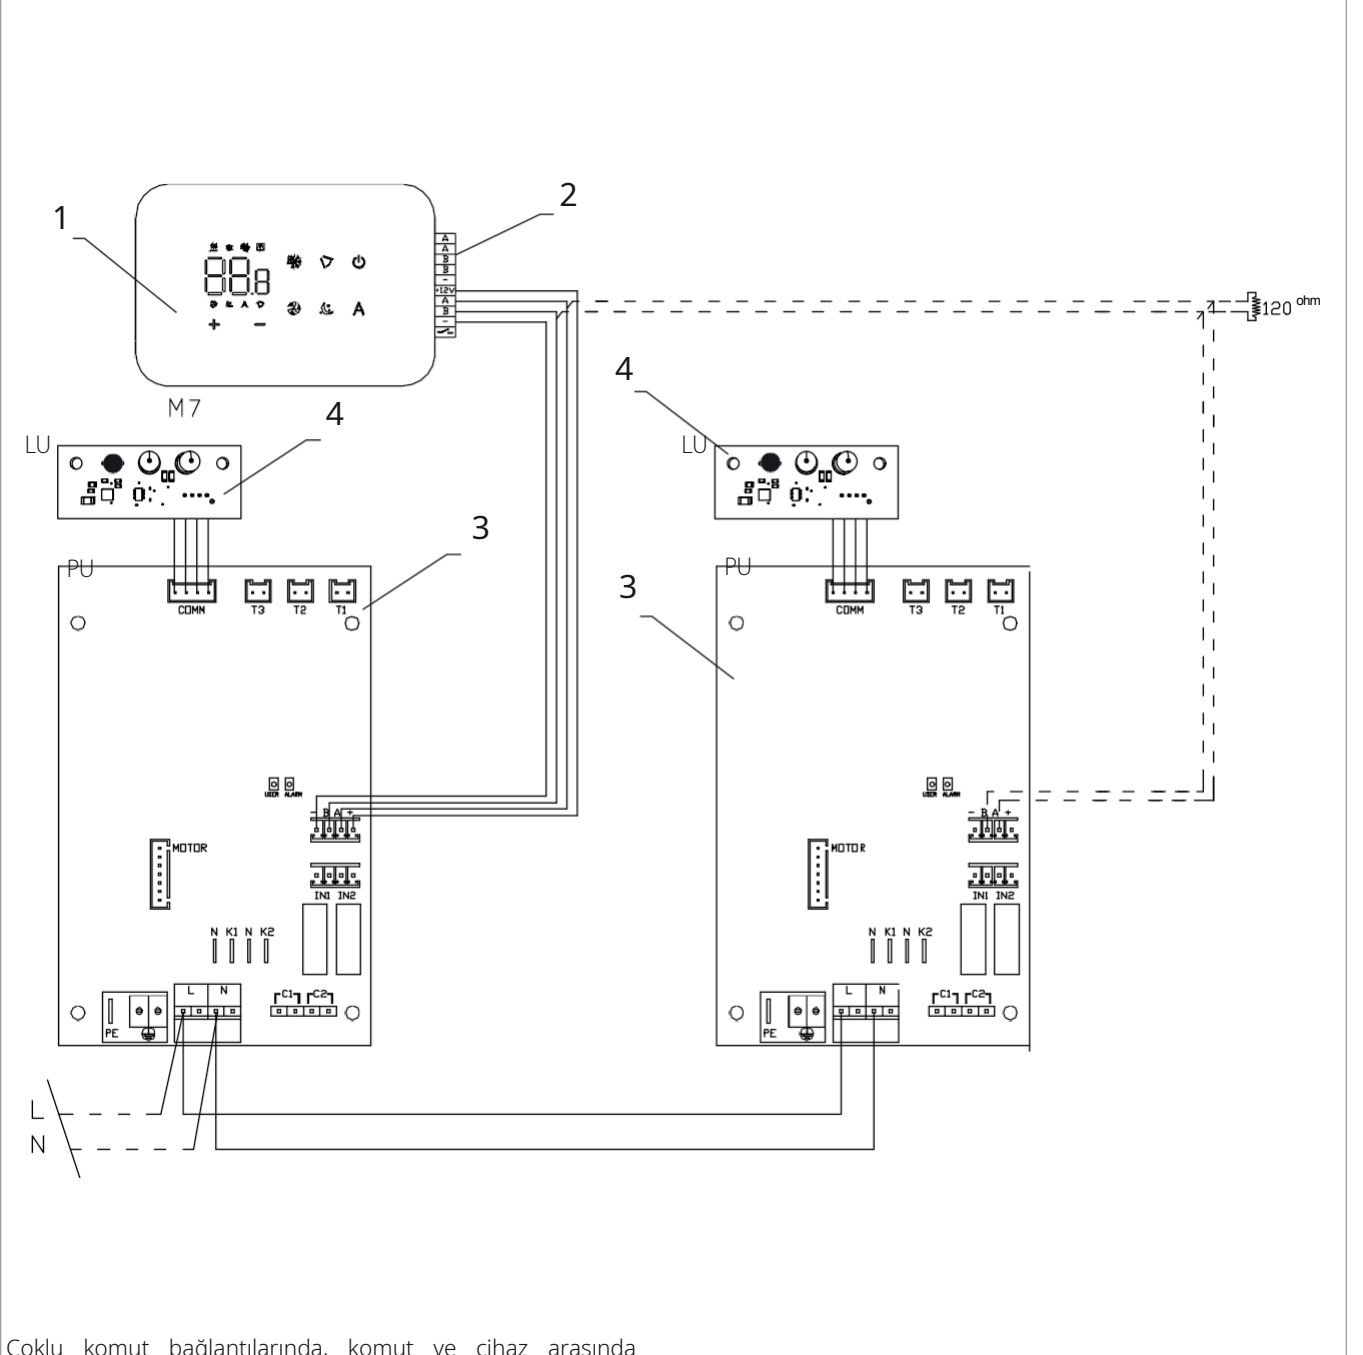 1
2
A
A
B
B
-
+12V
A
B
-
88.8
A
A
+ -
120 ohm
M7
4
4
LU
LU
3
3
PU
PU
COMM T3 T2 T1
COMM T3 T2 T1
USER ALARM
USER ALARM
- B A +
- B A +
MOTOR
MOTOR
IN1 IN2
IN1 IN2
N K1 N K2
N K1 N K2
L N
L N
C1 C2
C1 C2
PE
PE
L
N
Çoklu komut bağlantılarında, komut ve cihaz arasında